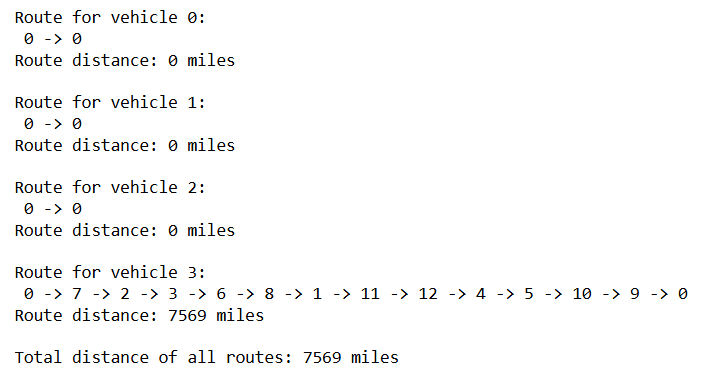 Route for vehicle 0:
0 -> 0
Route distance: 0 miles
Route for vehicle 1:
0 -> 0
Route distance: 0 miles
Route for vehicle 2:
0 -> 0
Route distance: 0 miles
Route for vehicle 3:
0 -> 7 -> 2 -> 3 -> 6 -> 8 -> 1 -> 11 -> 12 -> 4 -> 5 -> 10 -> 9 -> 0
Route distance: 7569 miles
Total distance of all routes: 7569 miles